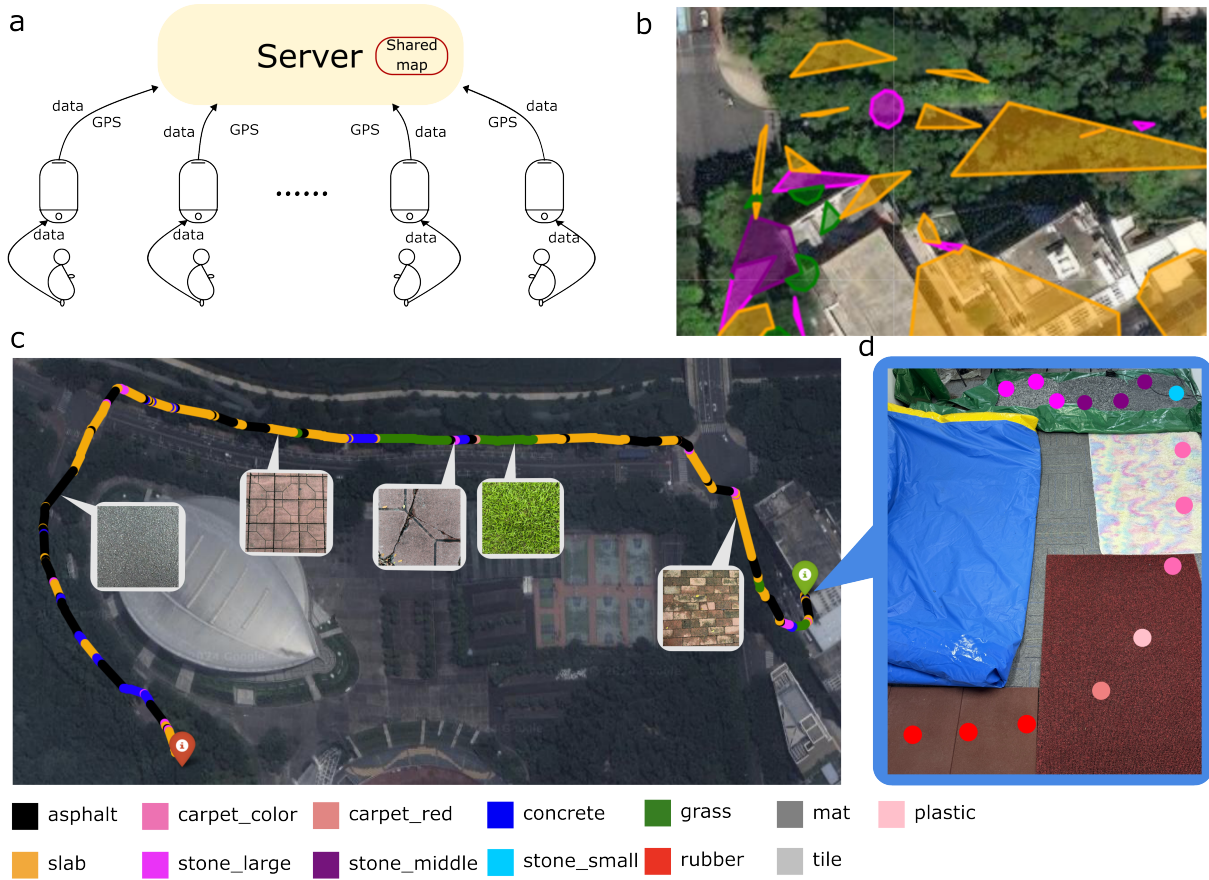 a
Server
Shared
map
data
GPS
data
GPS
GPS
data
data
GPS
data
data
data
data
b
c
d
asphalt
carpet_color
carpet_red
concrete
grass
mat
plastic
slab
stone_large
stone_middle
stone_small
rubber
tile